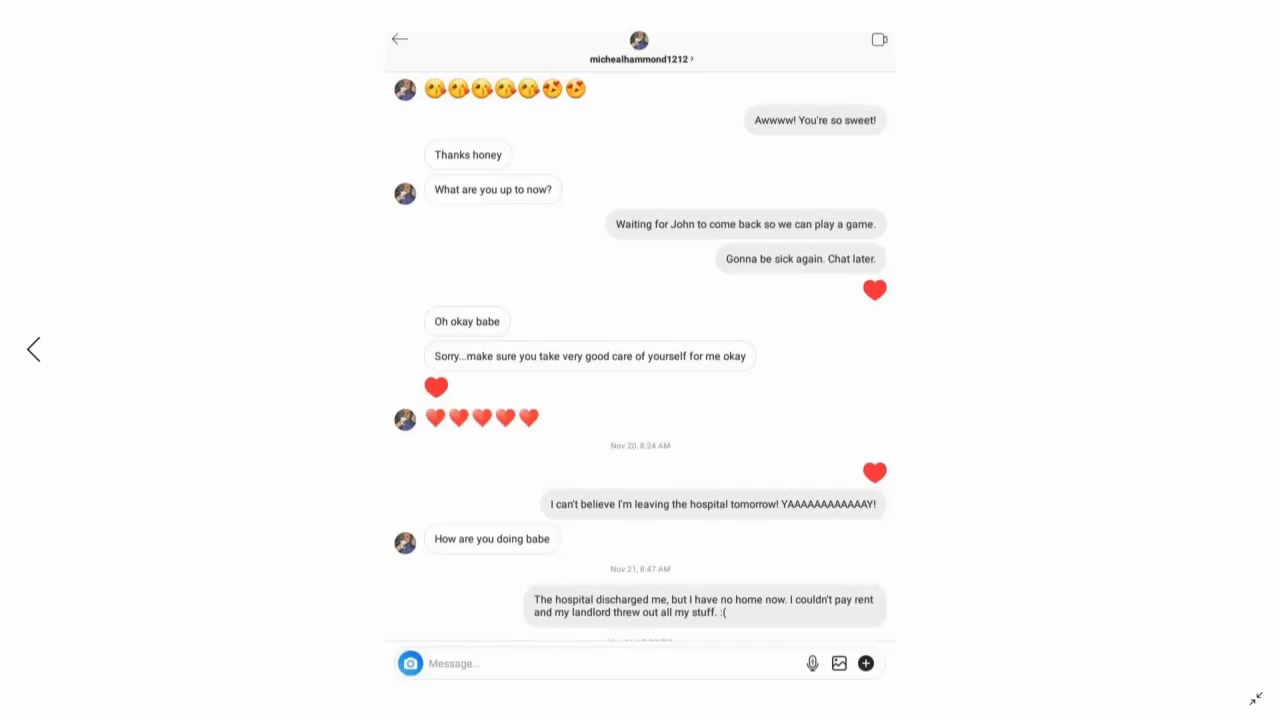 michealhammond1212 ›
Awwww! You're so sweet!
Thanks honey
What are you up to now?
Waiting for John to come back so we can play a game.
Gonna be sick again. Chat later.
Oh okay babe
Sorry...make sure you take very good care of yourself for me okay
Nov 20, 8:24 AM
I can't believe I'm leaving the hospital tomorrow! YAAAAAAAAAAAAY!
How are you doing babe
Nov 21, 8:47 AM
The hospital discharged me, but I have no home now. I couldn't pay rent
and my landlord threw out all my stuff. :(
Message...